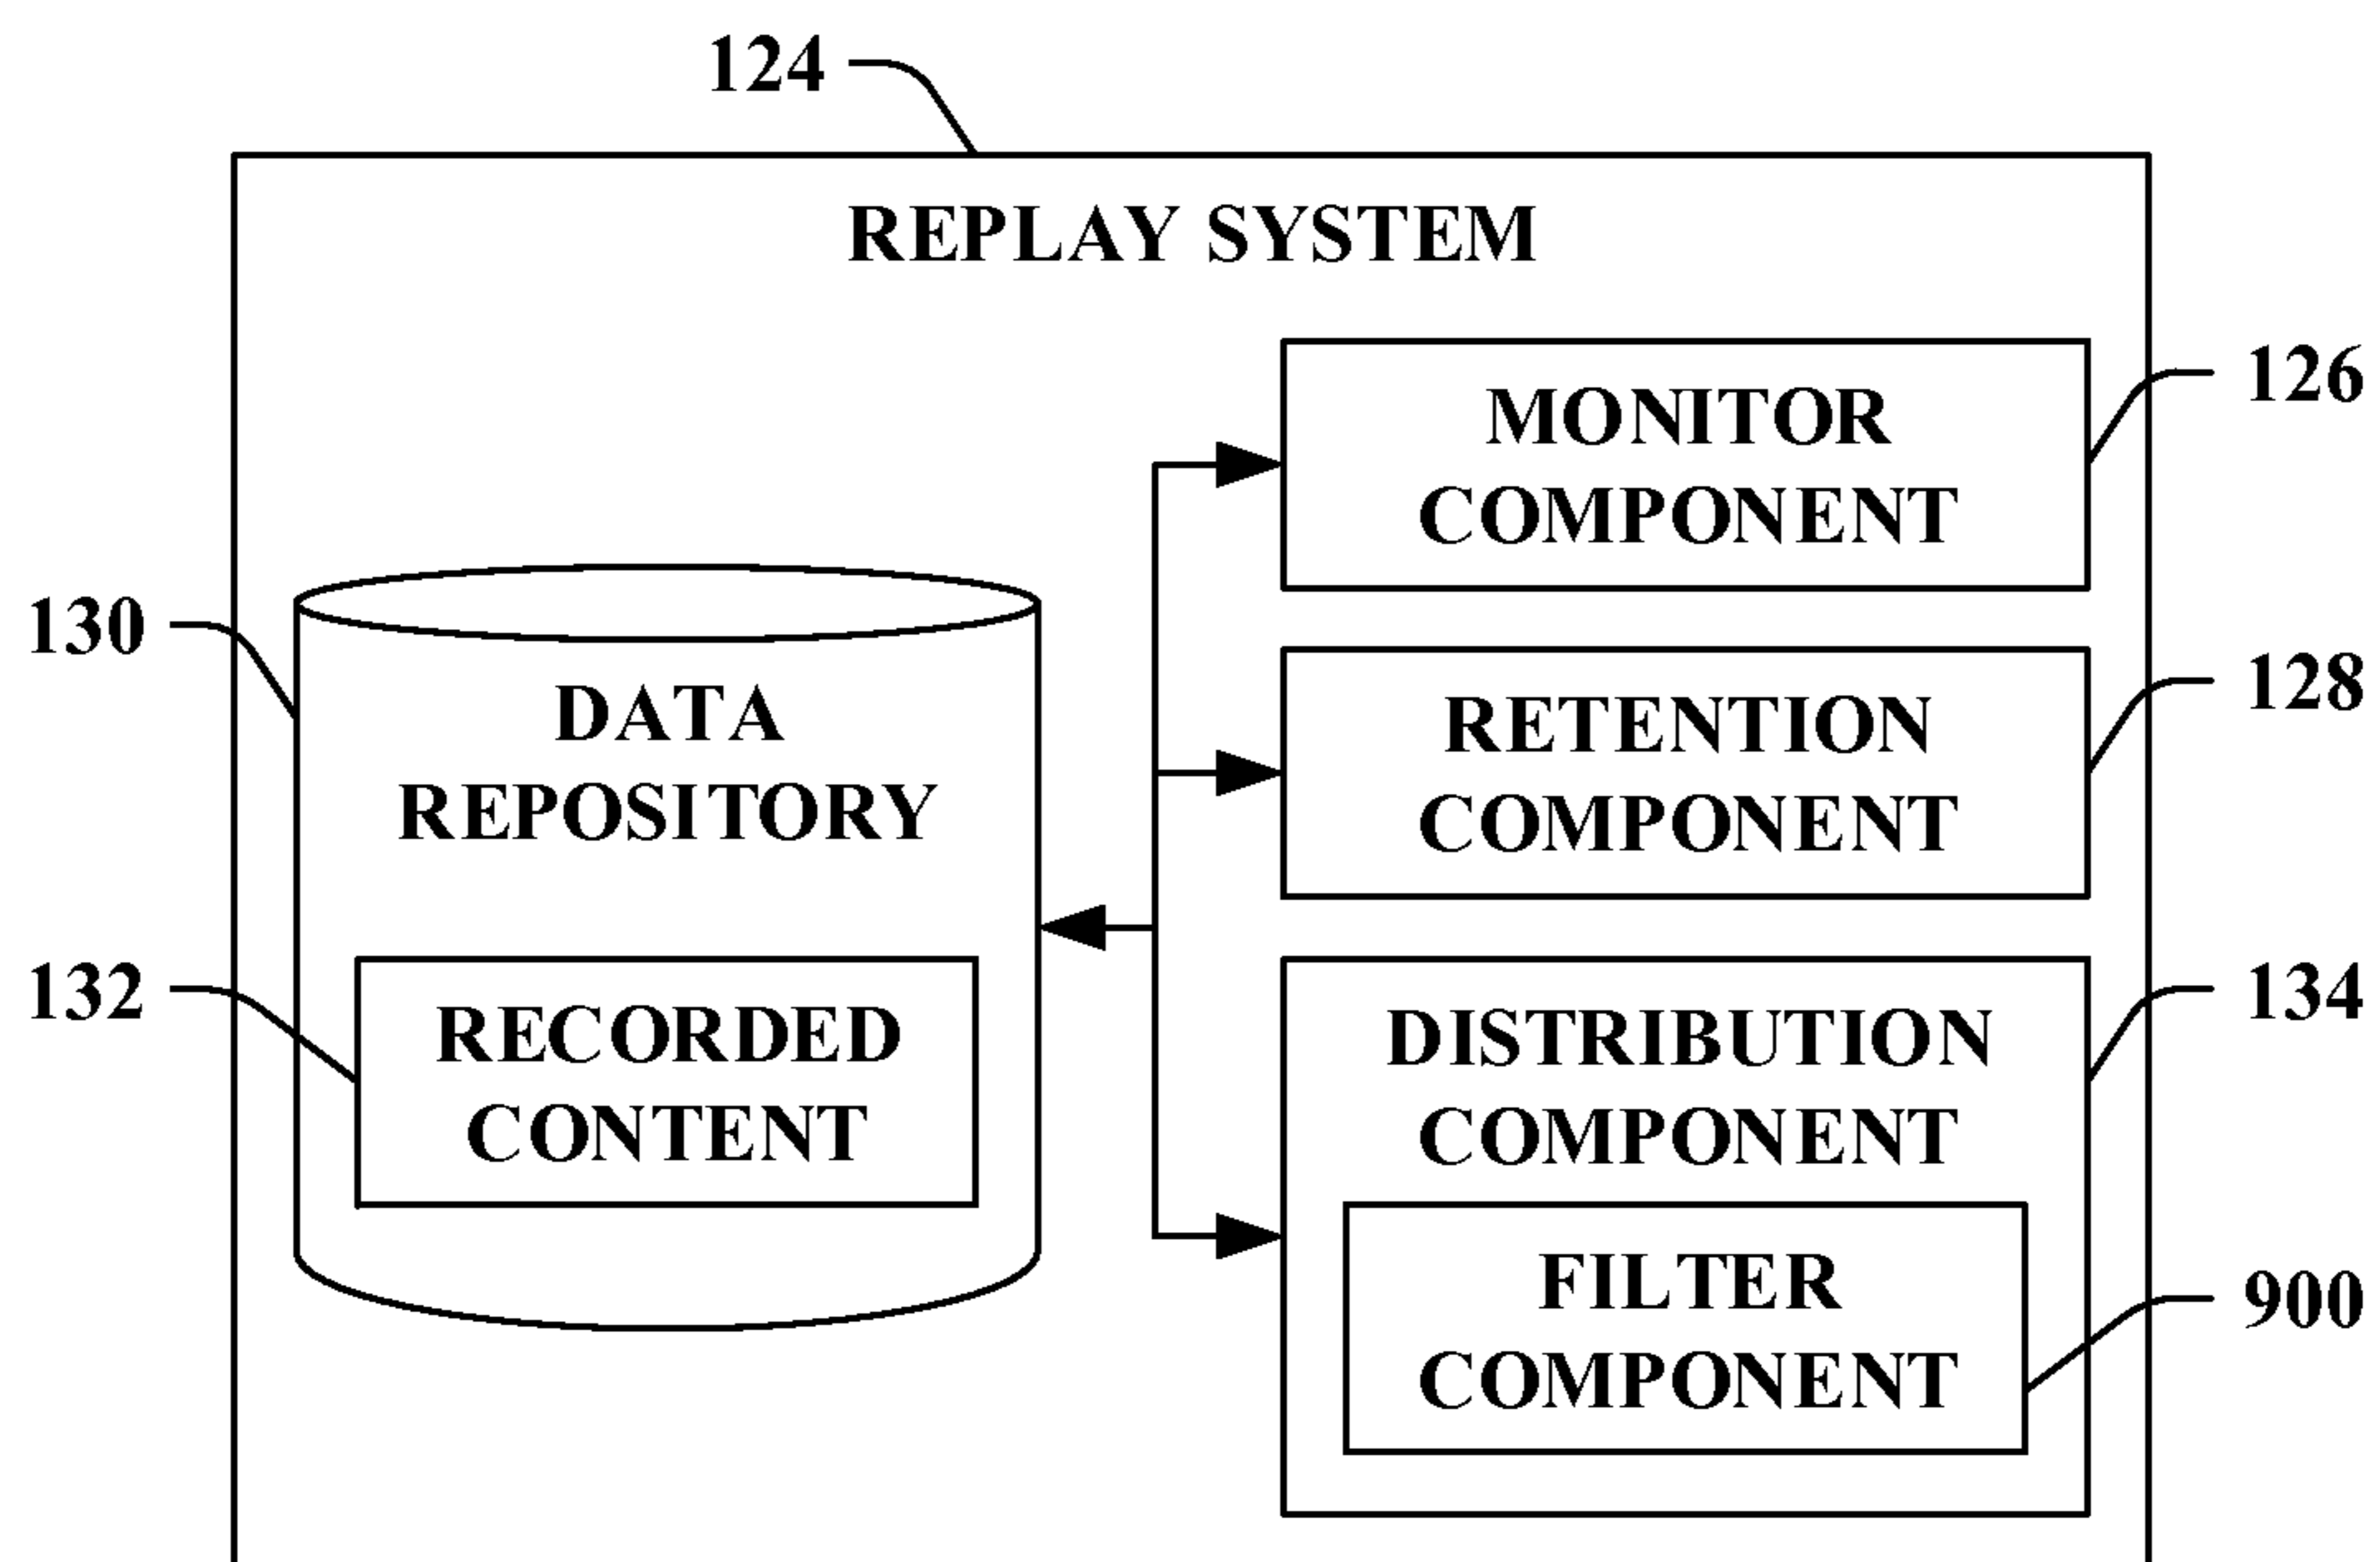 124
REPLAY SYSTEM
MONITOR
COMPONENT
126
130
DATA
REPOSITORY
RETENTION
COMPONENT
128
132
RECORDED
CONTENT
DISTRIBUTION
COMPONENT
134
FILTER
COMPONENT
900